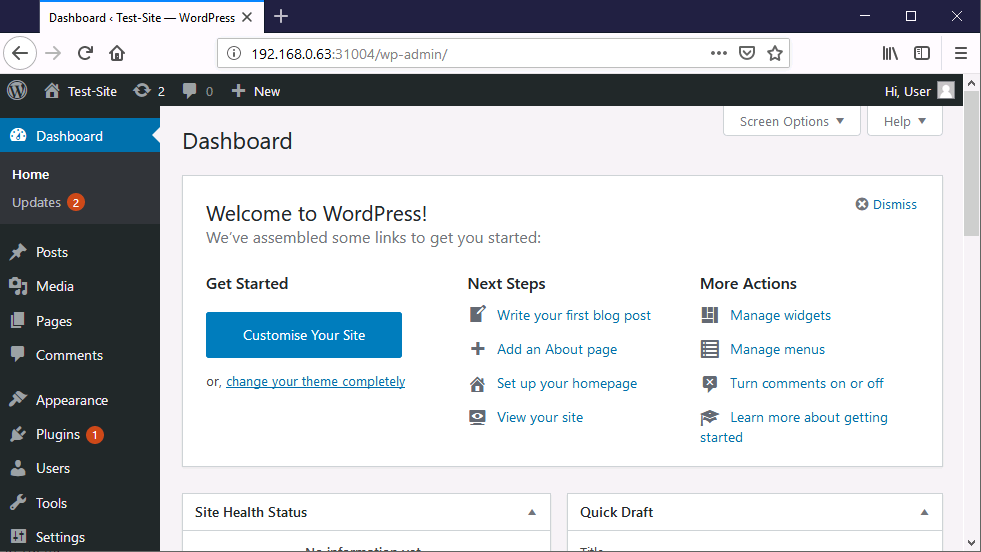 Dashboard ‹ Test-Site — WordPress
192.168.0.63:31004/wp-admin/
Test-Site 2 0 New Hi, User
Dashboard
Home
Updates 2
Posts
Media
Pages
Comments
Appearance
Plugins 1
Users
Tools
Settings
Screen Options Help
Dashboard
Welcome to WordPress!
We've assembled some links to get you started:
Dismiss
Get Started
Customise Your Site
or, change your theme completely
Next Steps
Write your first blog post
Add an About page
Set up your homepage
View your site
More Actions
Manage widgets
Manage menus
Turn comments on or off
Learn more about getting
started
Site Health Status
No information yet
Quick Draft
Title